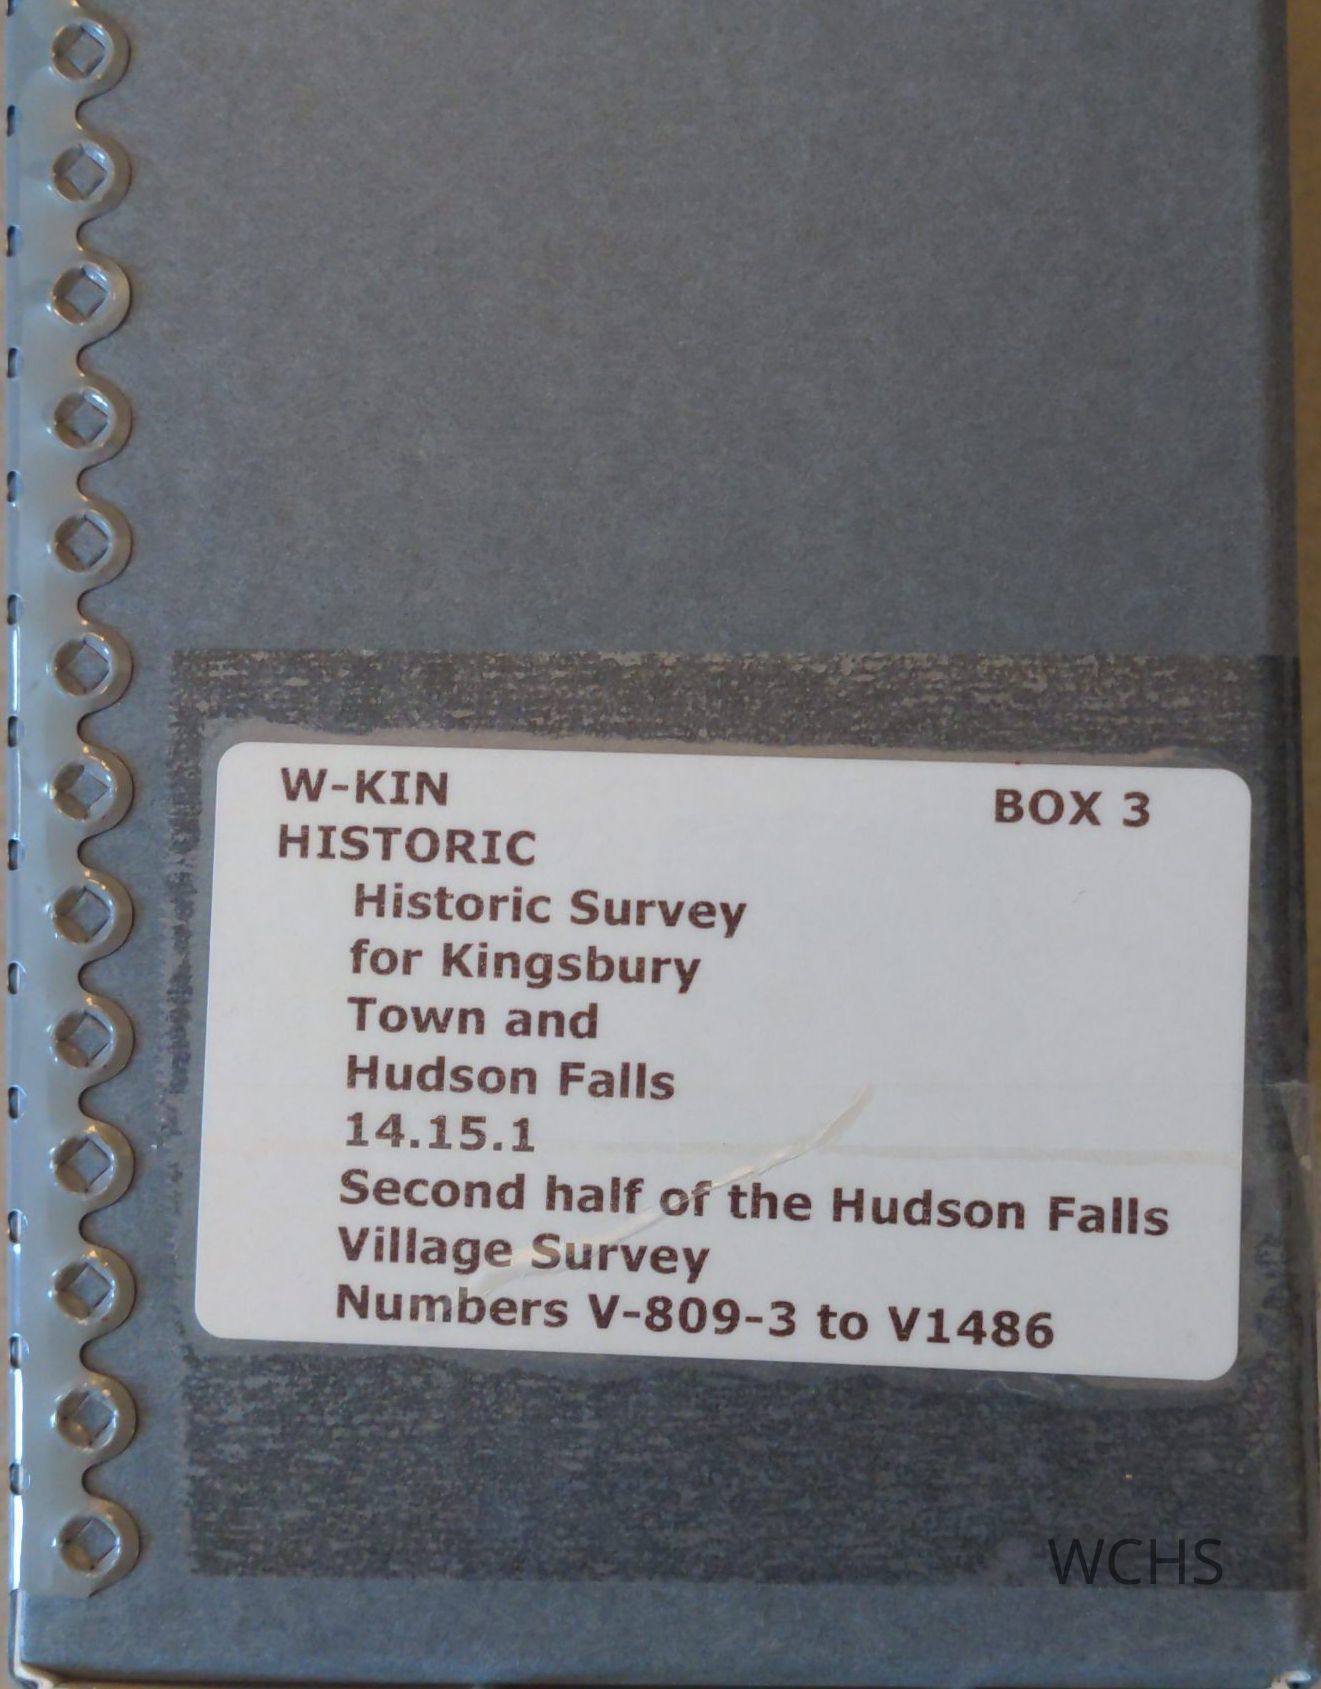 W-KIN BOX 3
HISTORIC
Historic Survey
for Kingsbury
Town and
Hudson Falls
14.15.1
Second half of the Hudson Falls
Village Survey
Numbers V-809-3 to V1486
WCHS